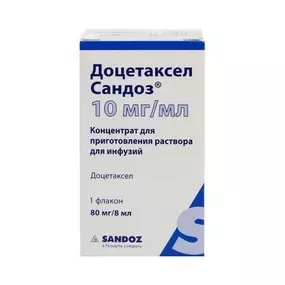 Доцетаксел
Сандоз®
10 мг/мл
Концентрат для
приготовления раствора
для инфузий
Доцетаксел
1 флакон
80 мг/8 мл
SANDOZ
a Novartis company